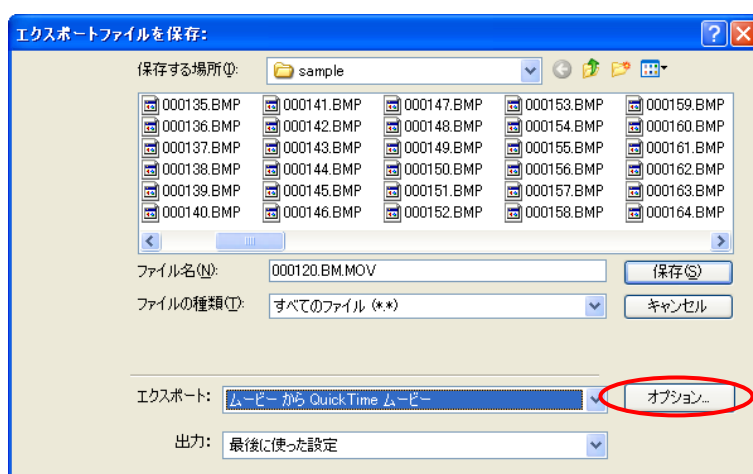 エクスポートファイルを保存:
保存する場所(I): sample
000135.BMP 000141.BMP 000147.BMP 000153.BMP 000159.BMP
000136.BMP 000142.BMP 000148.BMP 000154.BMP 000160.BMP
000137.BMP 000143.BMP 000149.BMP 000155.BMP 000161.BMP
000138.BMP 000144.BMP 000150.BMP 000156.BMP 000162.BMP
000139.BMP 000145.BMP 000151.BMP 000157.BMP 000163.BMP
000140.BMP 000146.BMP 000152.BMP 000158.BMP 000164.BMP
ファイル名(N): 000120.BM.MOV 保存(S)
ファイルの種類(T): すべてのファイル (*.*) キャンセル
エクスポート: ムービー から QuickTime ムービー オプション...
出力: 最後に使った設定